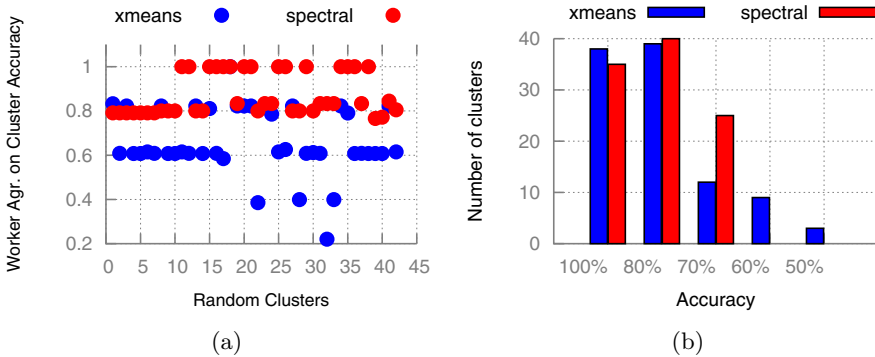 xmeans spectral
Worker Agr. on Cluster Accuracy
1
0.8
0.6
0.4
0.2
0 5 10 15 20 25 30 35 40 45
Random Clusters
(a)
xmeans spectral
Number of clusters
40
30
20
10
0
100% 80% 70% 60% 50%
Accuracy
(b)